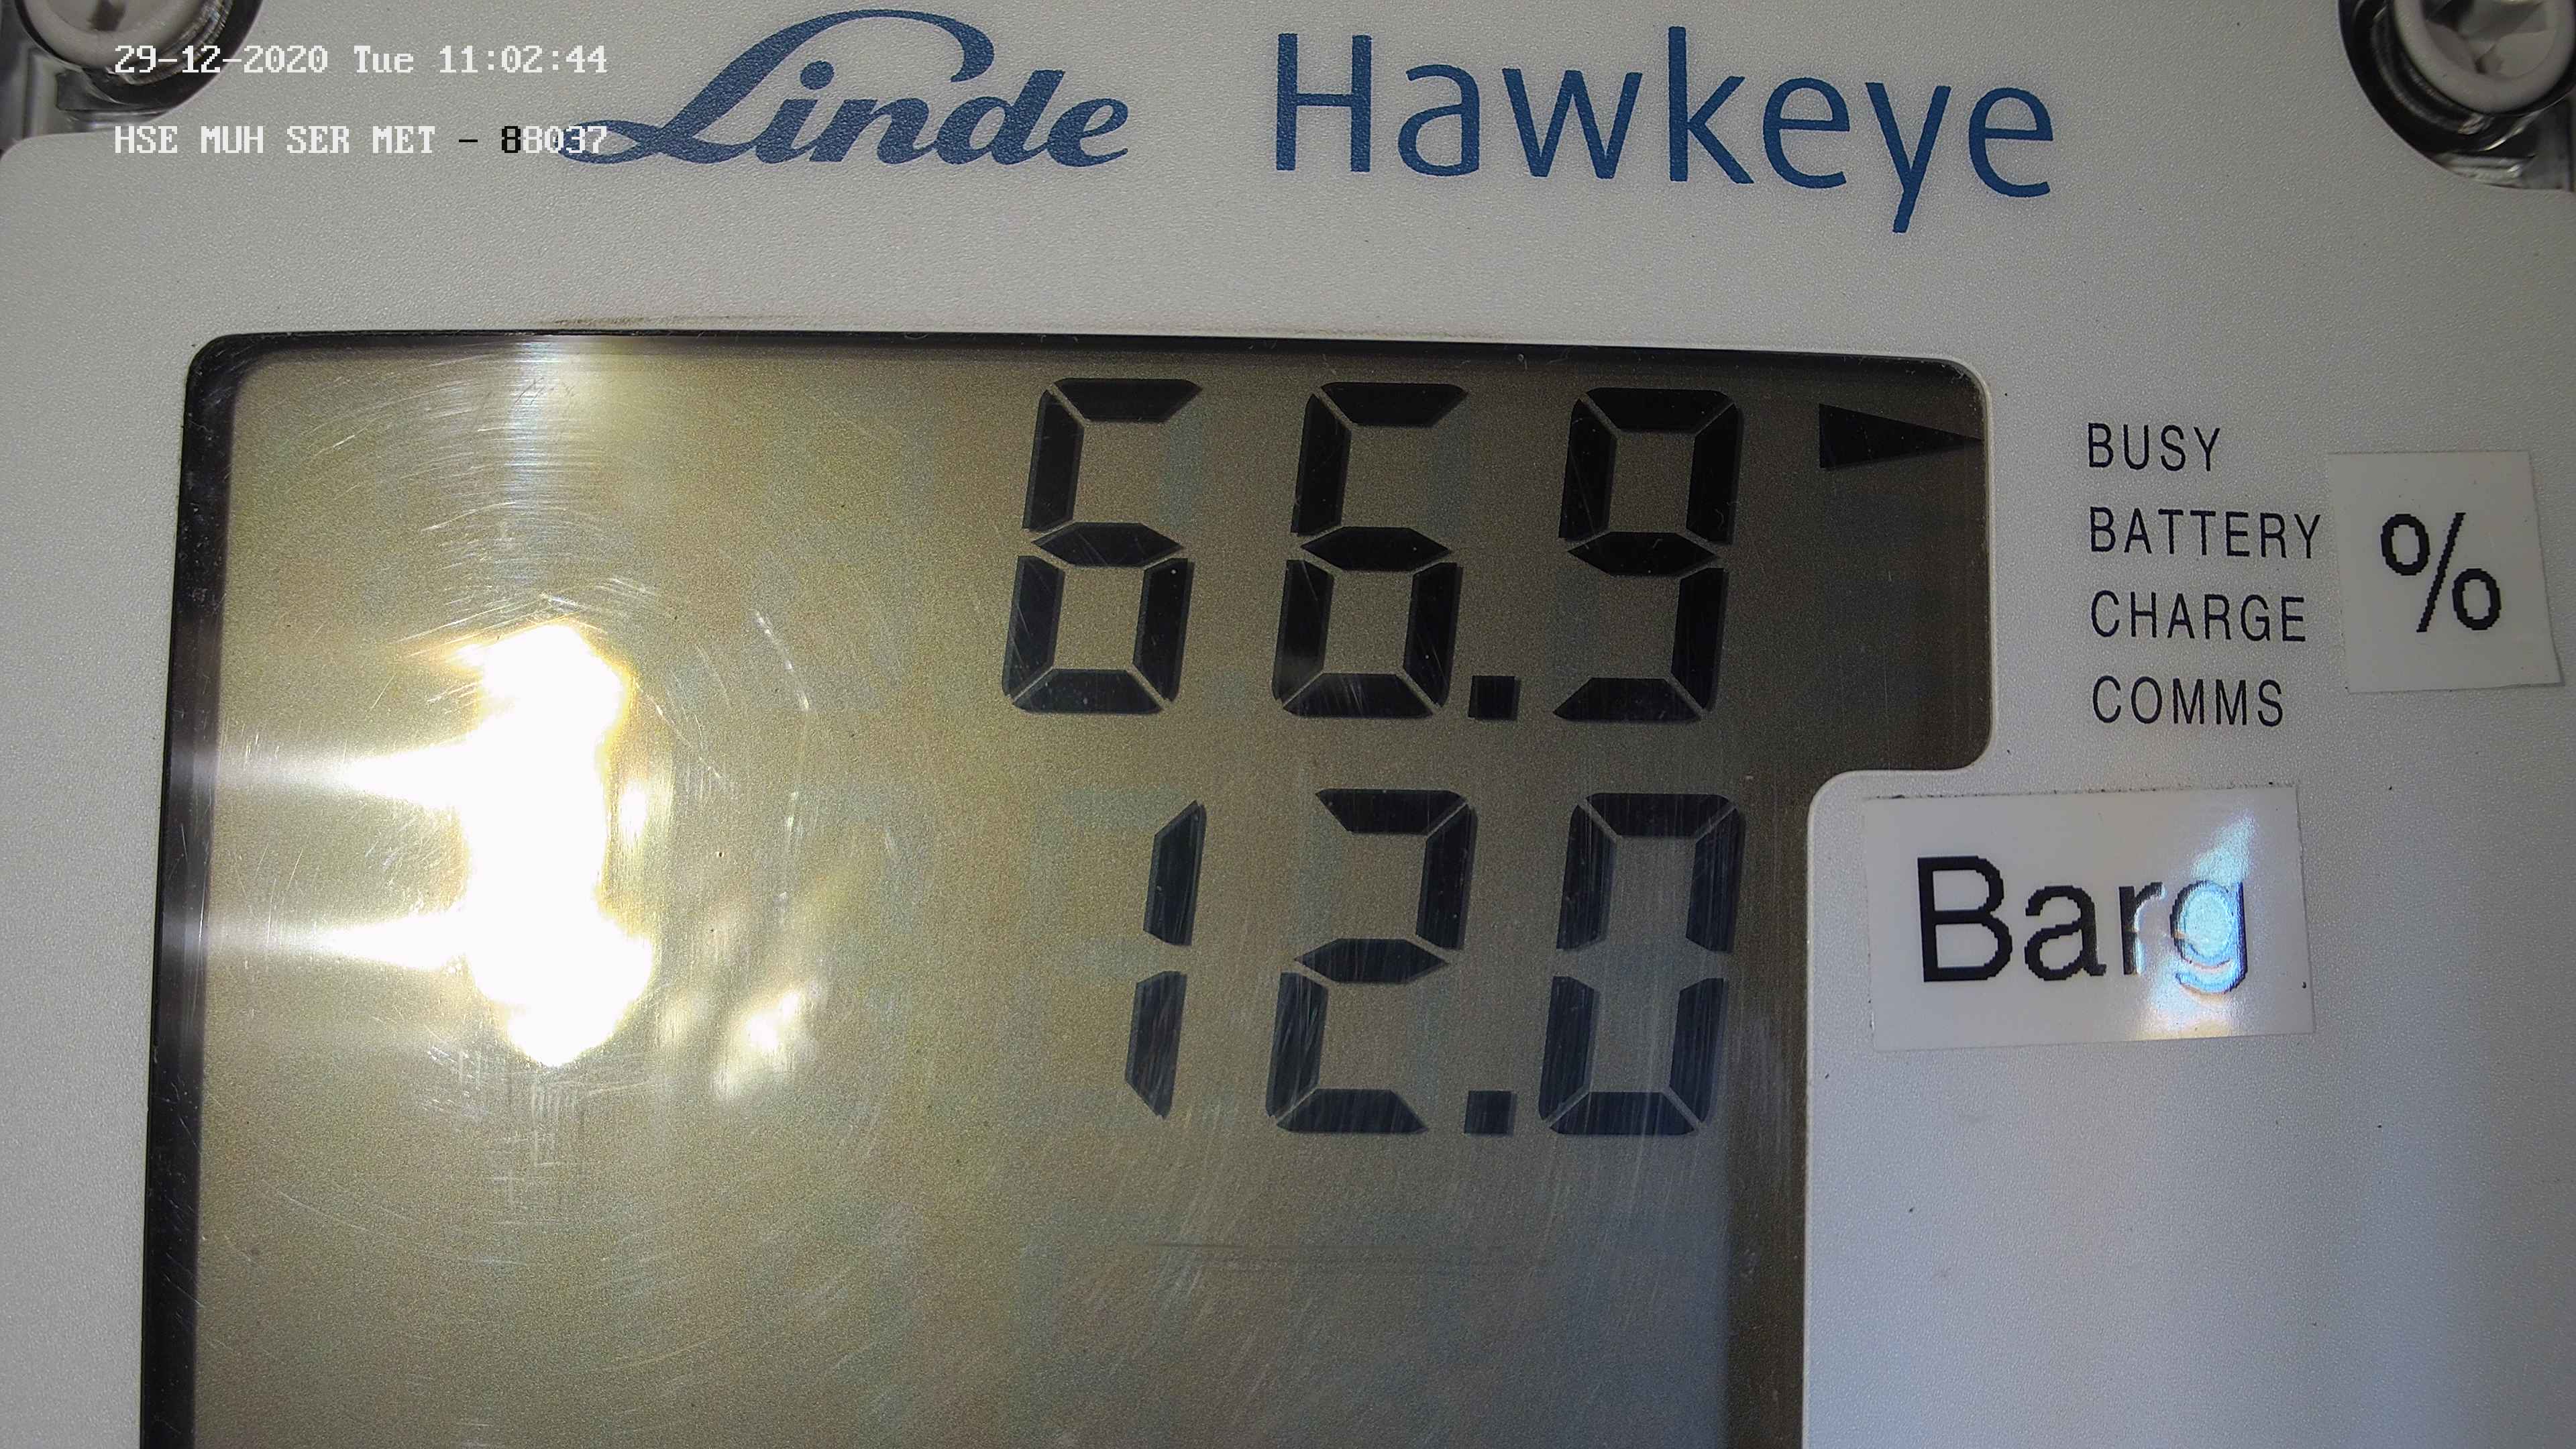 29-12-2020 Tue 11:02:44
HSE MUH SER MET - 88037
Linde Hawkeye
66.9
BUSY
BATTERY
CHARGE
COMMS
%
12.0
Barg